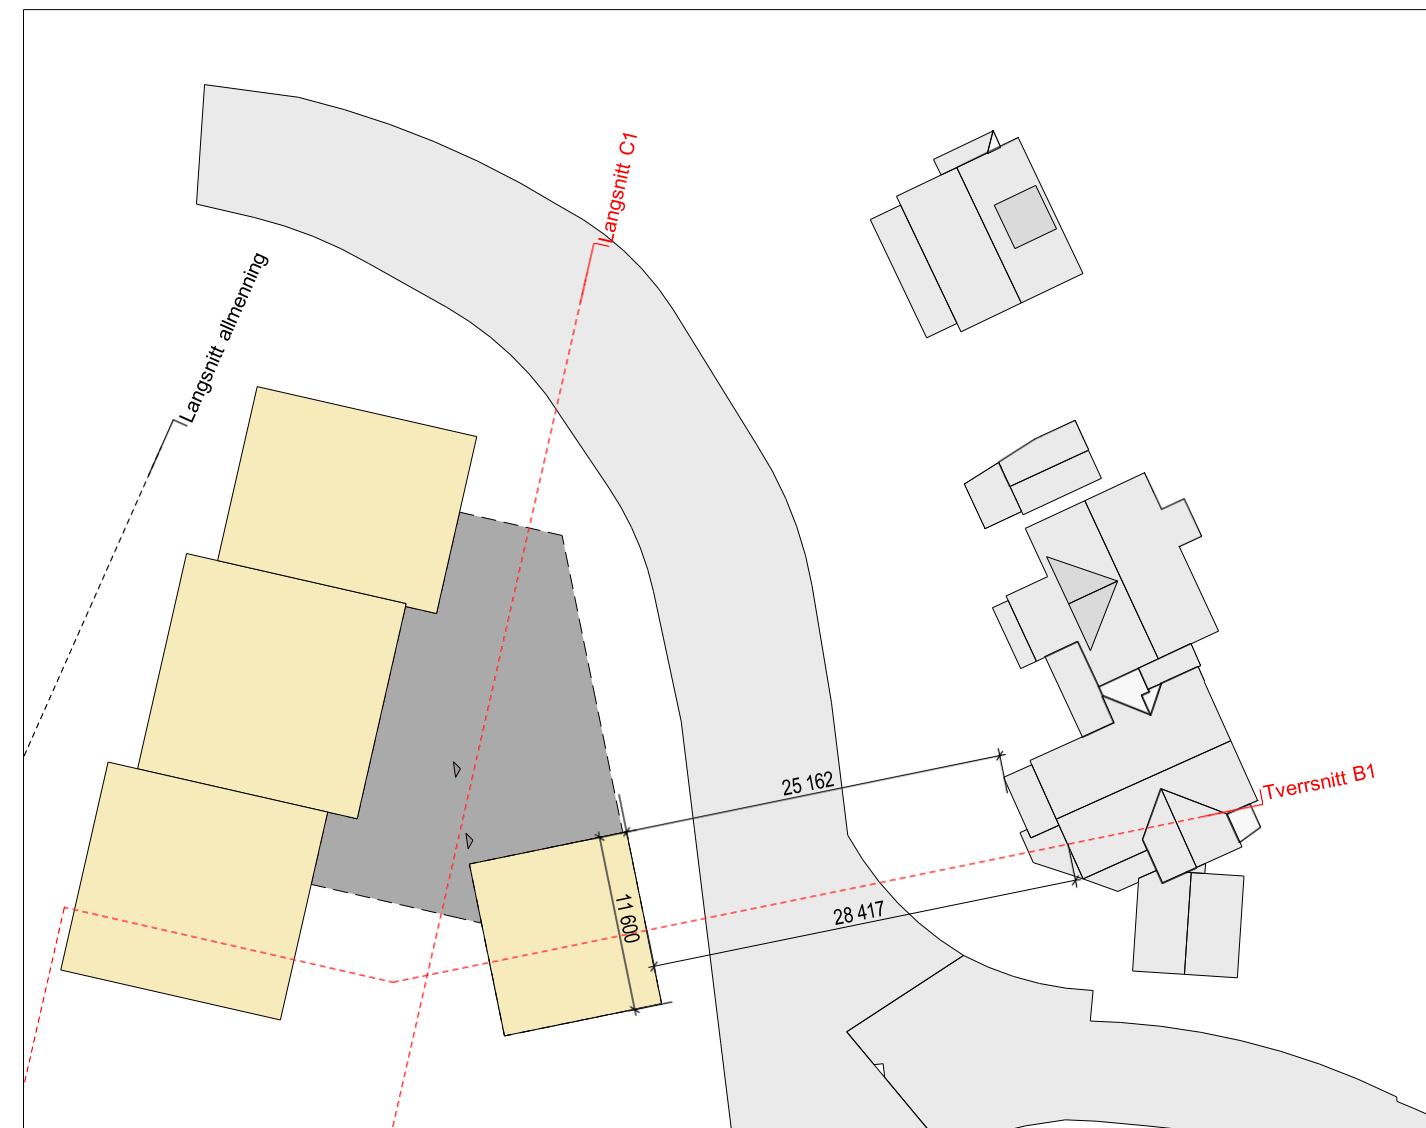 Langsnitt C1
Langsnitt allmenning
25 162
Tverrsnitt B1
11 600
28 417